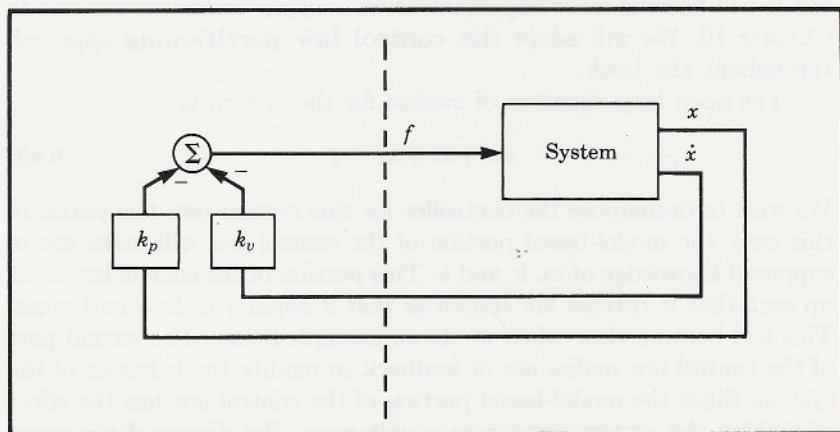 Chapter 10. We will adopt this control law partitioning approach
throughout the book.
The open loop equation of motion for the system is
f
x
System
ẋ
Σ
−
−
k_p
k_v
We wish to decompose the controller for this system into two parts. In
this case, the model-based portion of the control law will make use o
supposed knowledge of m, b, and k. This portion of the control law is se
up such that it reduces the system so that it appears to be a unit mass.
This will become clear when we do an example below. The second part
of the control law makes use of feedback to modify the behavior of the
system. Since the model-based portion of the control law has the effect